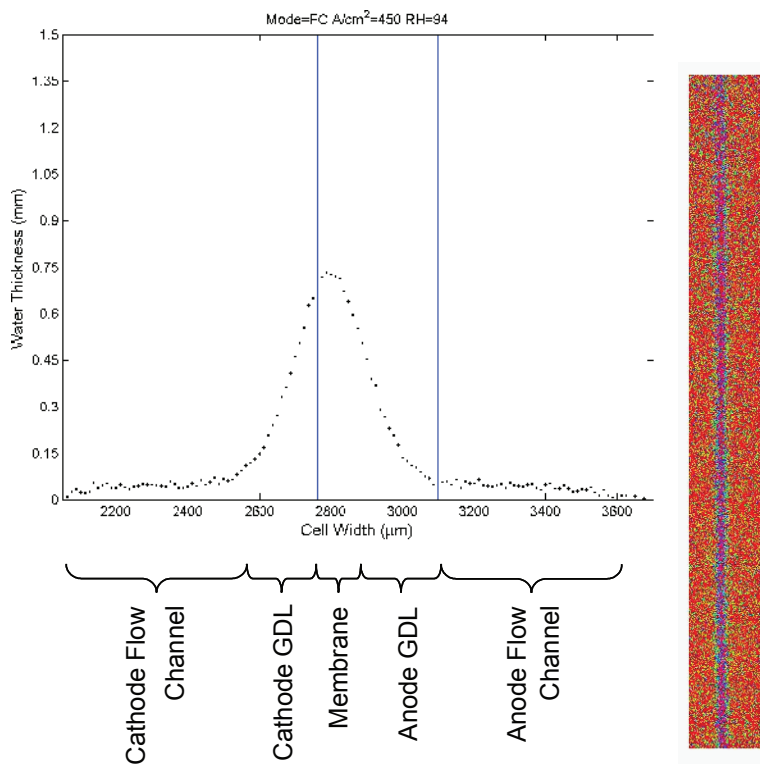 Mode=FC A/cm²=450 RH=94
1.5
1.35
1.2
1.05
0.9
0.75
0.6
0.45
0.3
0.15
0
Water Thickness (mm)
2200 2400 2600 2800 3000 3200 3400 3600
Cell Width (μm)
Cathode Flow
Channel
Cathode GDL
Membrane
Anode GDL
Anode Flow
Channel